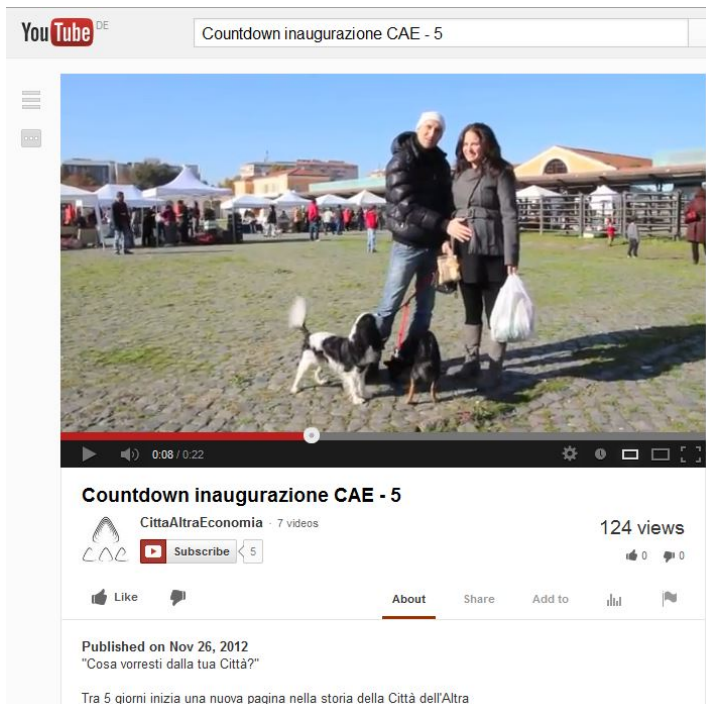 YouTube DE
Countdown inaugurazione CAE - 5
0:08 / 0:22
Countdown inaugurazione CAE - 5
CittaAltraEconomia · 7 videos
124 views
CAE
Subscribe 5
0 0
Like
About Share Add to
Published on Nov 26, 2012
"Cosa vorresti dalla tua Città?"
Tra 5 giorni inizia una nuova pagina nella storia della Città dell'Altra